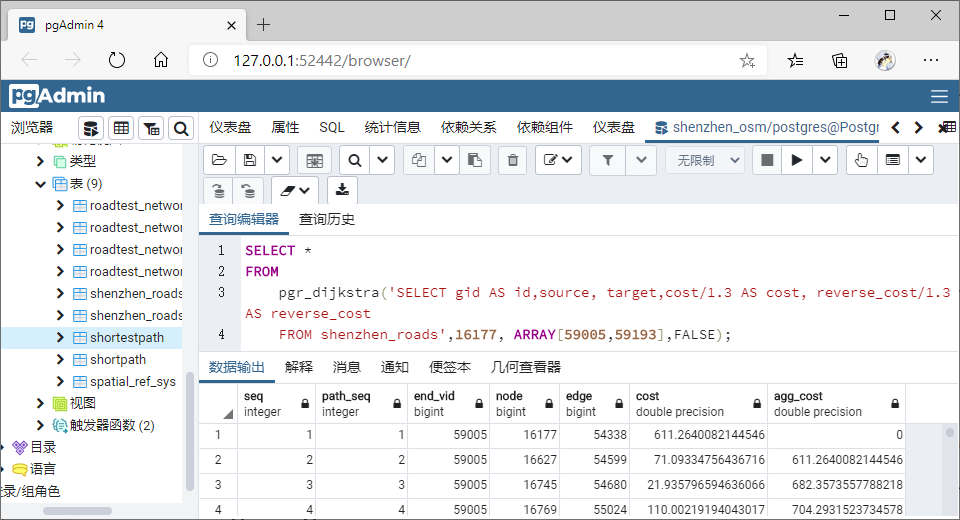 pgAdmin 4
127.0.0.1:52442/browser/
pgAdmin
浏览器
仪表盘 属性 SQL 统计信息 依赖关系 依赖组件 仪表盘 shenzhen_osm/postgres@Postgr
类型
表 (9)
roadtest_networ
roadtest_networ
roadtest_networ
roadtest_networ
shenzhen_roads
shenzhen_roads
shortestpath
shortpath
spatial_ref_sys
视图
触发器函数 (2)
目录
语言
登录/组角色
无限制
查询编辑器 查询历史
1 SELECT *
2 FROM
3 pgr_dijkstra('SELECT gid AS id,source, target,cost/1.3 AS cost, reverse_cost/1.3
AS reverse_cost
4 FROM shenzhen_roads',16177, ARRAY[59005,59193],FALSE);
数据输出 解释 消息 通知 便签本 几何查看器
seq path_seq end_vid node edge cost agg_cost
integer integer bigint bigint bigint double precision double precision
1 1 1 59005 16177 54338 611.2640082144546 0
2 2 2 59005 16627 54599 71.09334756436716 611.2640082144546
3 3 3 59005 16745 54680 21.935796594636066 682.3573557788218
4 4 4 59005 16769 55024 110.00219194043017 704.2931523734578